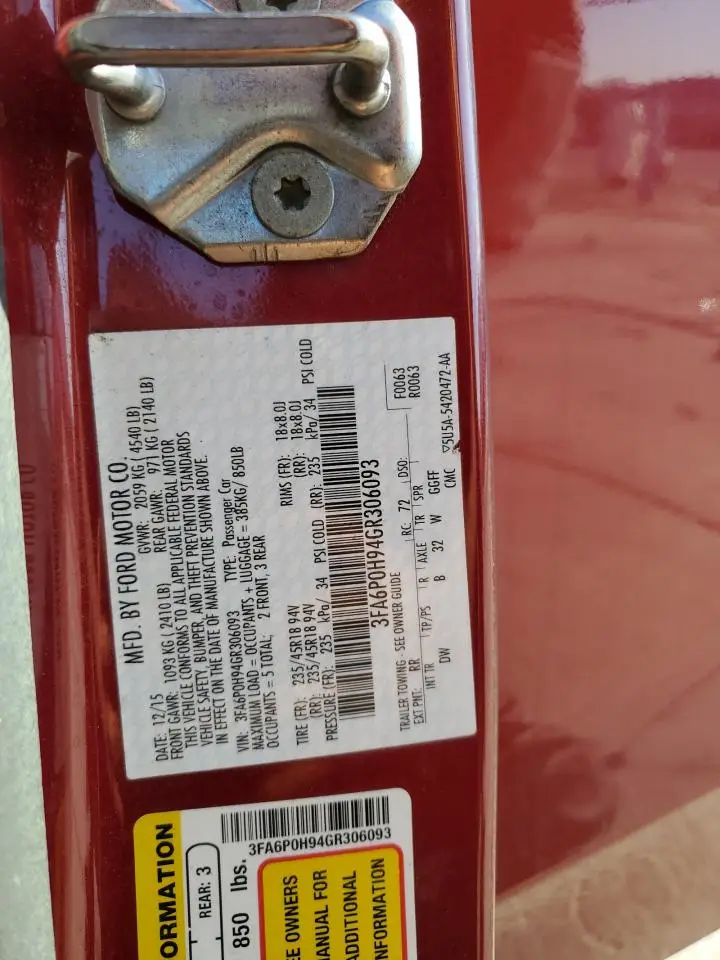 MFD. BY FORD MOTOR CO.
DATE: 12/15 GVWR: 2059 KG ( 4540 LB)
FRONT GAWR: 1093 KG ( 2410 LB) REAR GAWR: 971 KG ( 2140 LB)
THIS VEHICLE CONFORMS TO ALL APPLICABLE FEDERAL MOTOR
VEHICLE SAFETY, BUMPER, AND THEFT PREVENTION STANDARDS
IN EFFECT ON THE DATE OF MANUFACTURE SHOWN ABOVE.
VIN: 3FA6P0H94GR306093 TYPE: Passenger Car
MAXIMUM LOAD = OCCUPANTS + LUGGAGE = 385KG/ 850LB
OCCUPANTS = 5 TOTAL: 2 FRONT, 3 REAR
TIRE (FR): 235/45R18 94V RIMS (FR): 18x8.0J
(RR): 235/45R18 94V (RR): 18x8.0J
PRESSURE (FR): 235 kPa/ 34 PSI COLD (RR): 235 kPa/ 34 PSI COLD
3FA6P0H94GR306093
TRAILER TOWING - SEE OWNER GUIDE
F0063
R0063
EXT PNT: RR RC: 72 DSO:
INT TR TP/PS R AXLE TR SPR
DW B 32 W GGFF
CMC
▽5U5A-5420472-AA
ORMATION
REAR: 3
850 lbs.
3FA6P0H94GR306093
EE OWNERS
ANUAL FOR
ADDITIONAL
NFORMATION